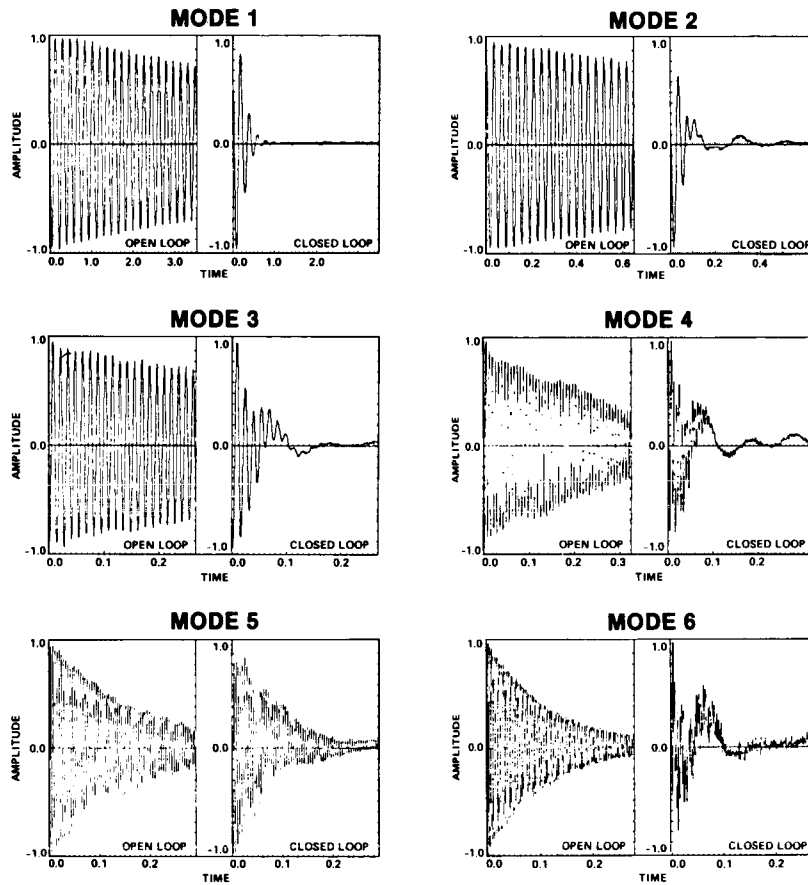 MODE 1
AMPLITUDE
1.0
0.0
-1.0
OPEN LOOP
0.0 1.0 2.0 3.0
TIME
1.0
0.0
-1.0
CLOSED LOOP
0.0 1.0 2.0
MODE 2
AMPLITUDE
1.0
0.0
-1.0
OPEN LOOP
0.0 0.2 0.4 0.6
TIME
1.0
0.0
-1.0
CLOSED LOOP
0.0 0.2 0.4
MODE 3
AMPLITUDE
1.0
0.0
-1.0
OPEN LOOP
0.0 0.1 0.2
TIME
1.0
0.0
-1.0
CLOSED LOOP
0.0 0.1 0.2
MODE 4
AMPLITUDE
1.0
0.0
-1.0
OPEN LOOP
0.0 0.1 0.2 0.3
TIME
1.0
0.0
-1.0
CLOSED LOOP
0.0 0.1 0.2
MODE 5
AMPLITUDE
1.0
0.0
-1.0
OPEN LOOP
0.0 0.1 0.2
TIME
1.0
0.0
-1.0
CLOSED LOOP
0.0 0.1 0.2
MODE 6
AMPLITUDE
1.0
0.0
-1.0
OPEN LOOP
0.0 0.1 0.2
TIME
1.0
0.0
-1.0
CLOSED LOOP
0.0 0.1 0.2